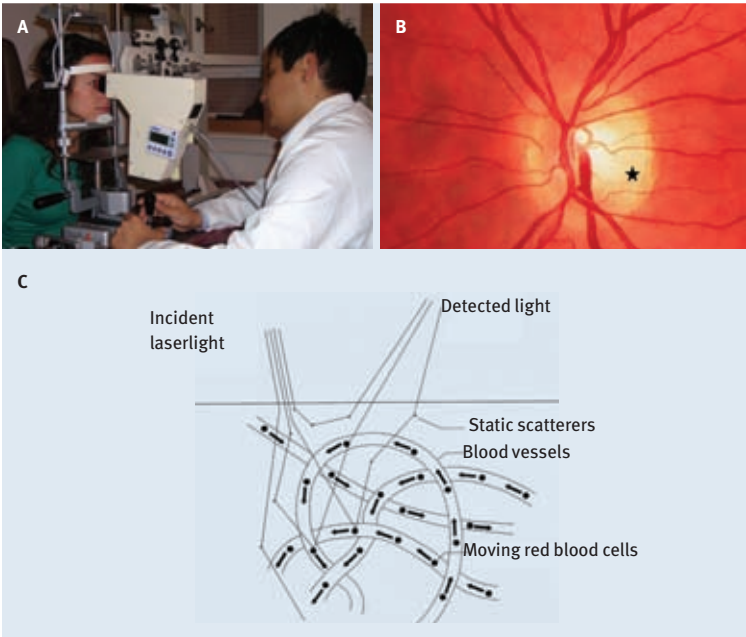 A
B
C
Incident
laserlight
Detected light
Static scatterers
Blood vessels
Moving red blood cells